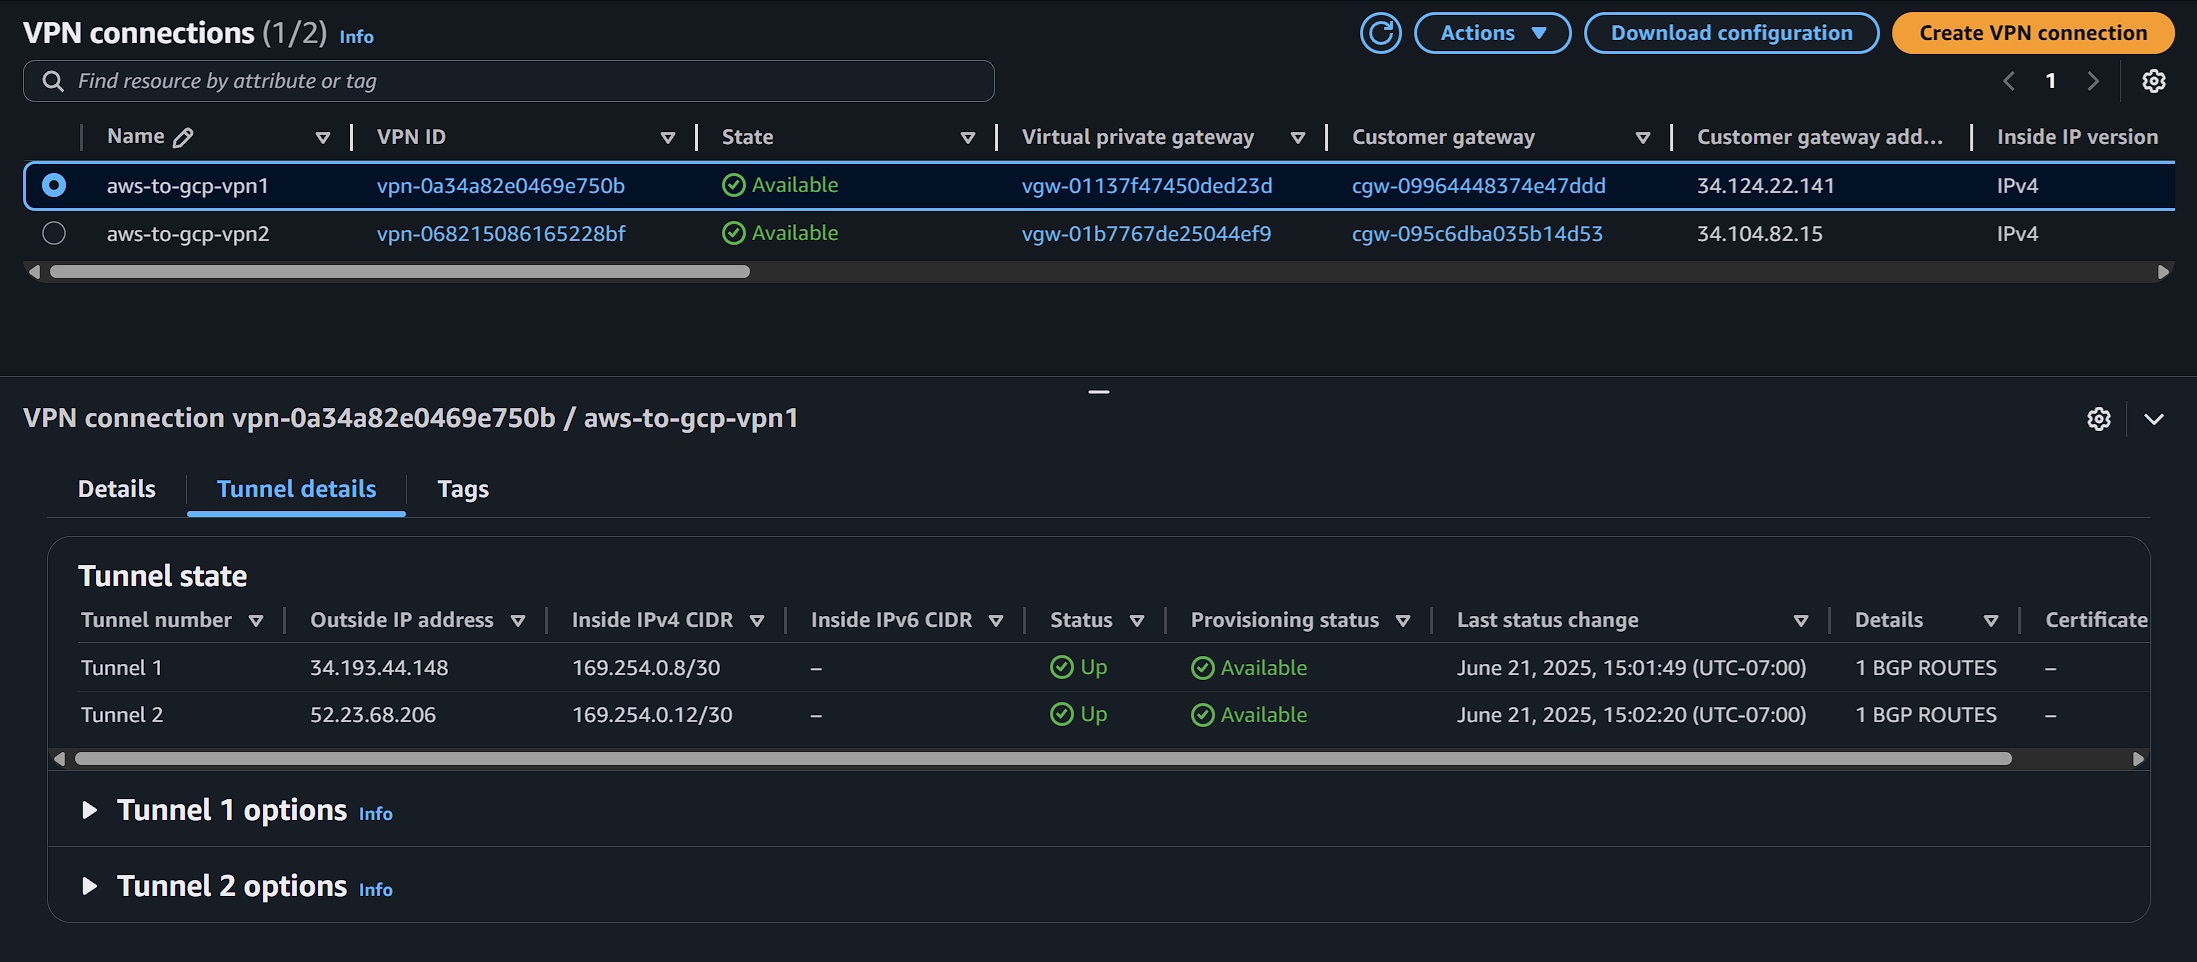 VPN connections (1/2) Info
Actions Download configuration Create VPN connection
Find resource by attribute or tag
1
Name VPN ID State Virtual private gateway Customer gateway Customer gateway add... Inside IP version
aws-to-gcp-vpn1 vpn-0a34a82e0469e750b Available vgw-01137f47450ded23d cgw-09964448374e47ddd 34.124.22.141 IPv4
aws-to-gcp-vpn2 vpn-068215086165228bf Available vgw-01b7767de25044ef9 cgw-095c6dba035b14d53 34.104.82.15 IPv4
VPN connection vpn-0a34a82e0469e750b / aws-to-gcp-vpn1
Details Tunnel details Tags
Tunnel state
Tunnel number Outside IP address Inside IPv4 CIDR Inside IPv6 CIDR Status Provisioning status Last status change Details Certificate
Tunnel 1 34.193.44.148 169.254.0.8/30 – Up Available June 21, 2025, 15:01:49 (UTC-07:00) 1 BGP ROUTES –
Tunnel 2 52.23.68.206 169.254.0.12/30 – Up Available June 21, 2025, 15:02:20 (UTC-07:00) 1 BGP ROUTES –
Tunnel 1 options Info
Tunnel 2 options Info